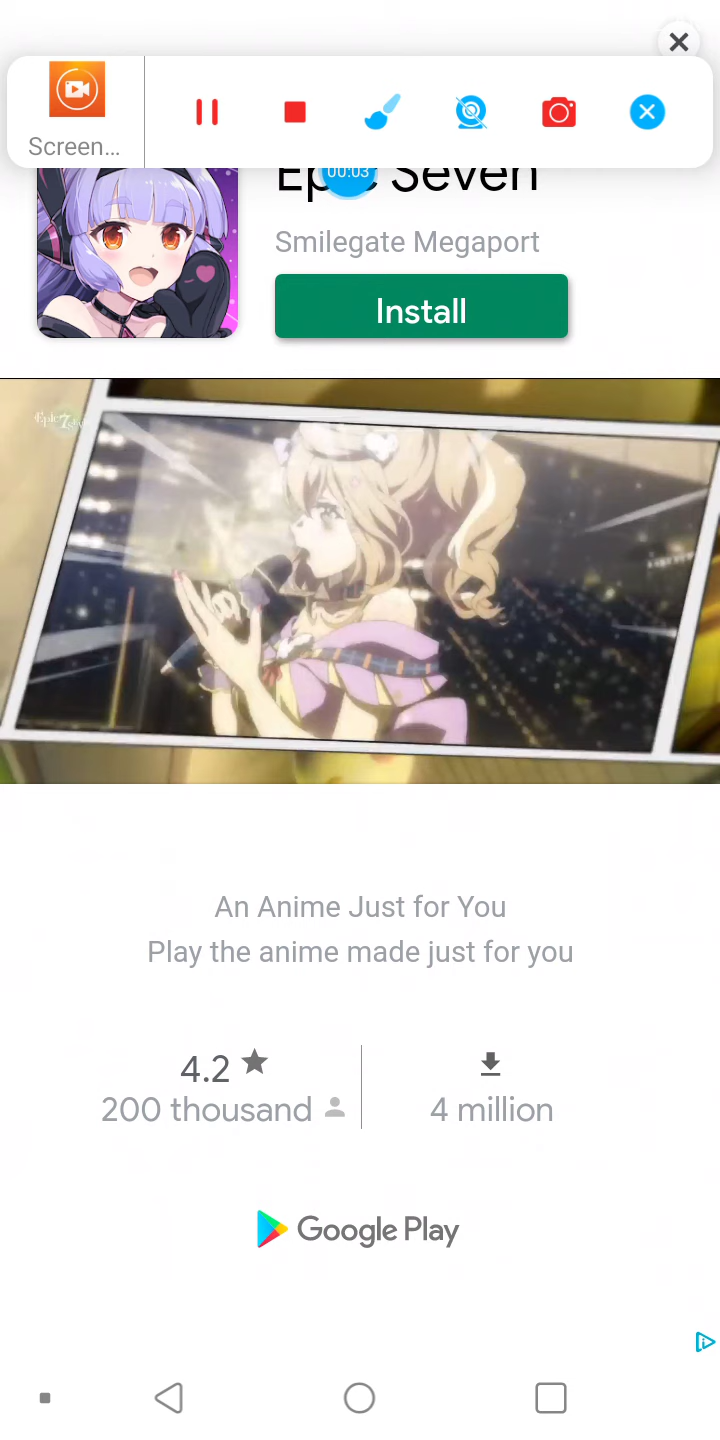 Screen...
00:03
Epic Seven
Smilegate Megaport
Install
An Anime Just for You
Play the anime made just for you
4.2
200 thousand
4 million
Google Play